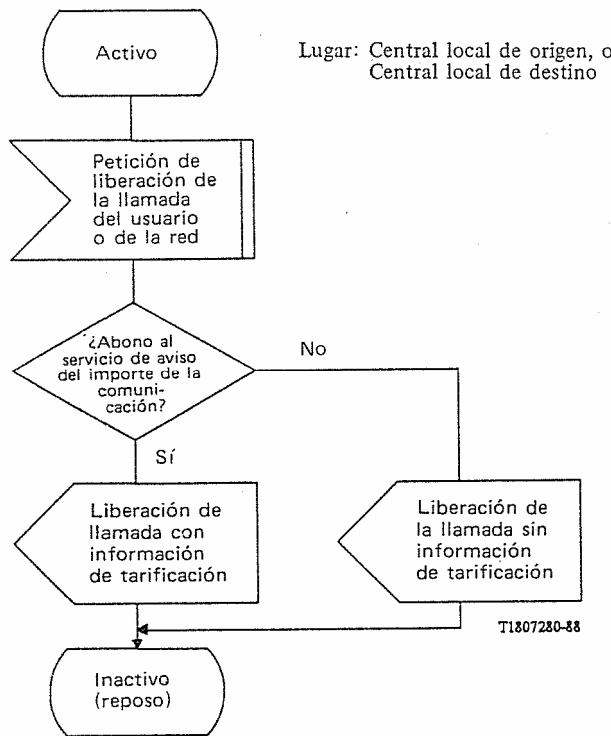 Activo
Lugar: Central local de origen, o
Central local de destino
Petición de
liberación de
la llamada
del usuario
o de la red
¿Abono al
servicio de aviso
del importe de la
comuni-
cación?
No
Sí
Liberación de
llamada con
información
de tarificación
Liberación de
la llamada sin
información
de tarificación
T1807280-88
Inactivo
(reposo)